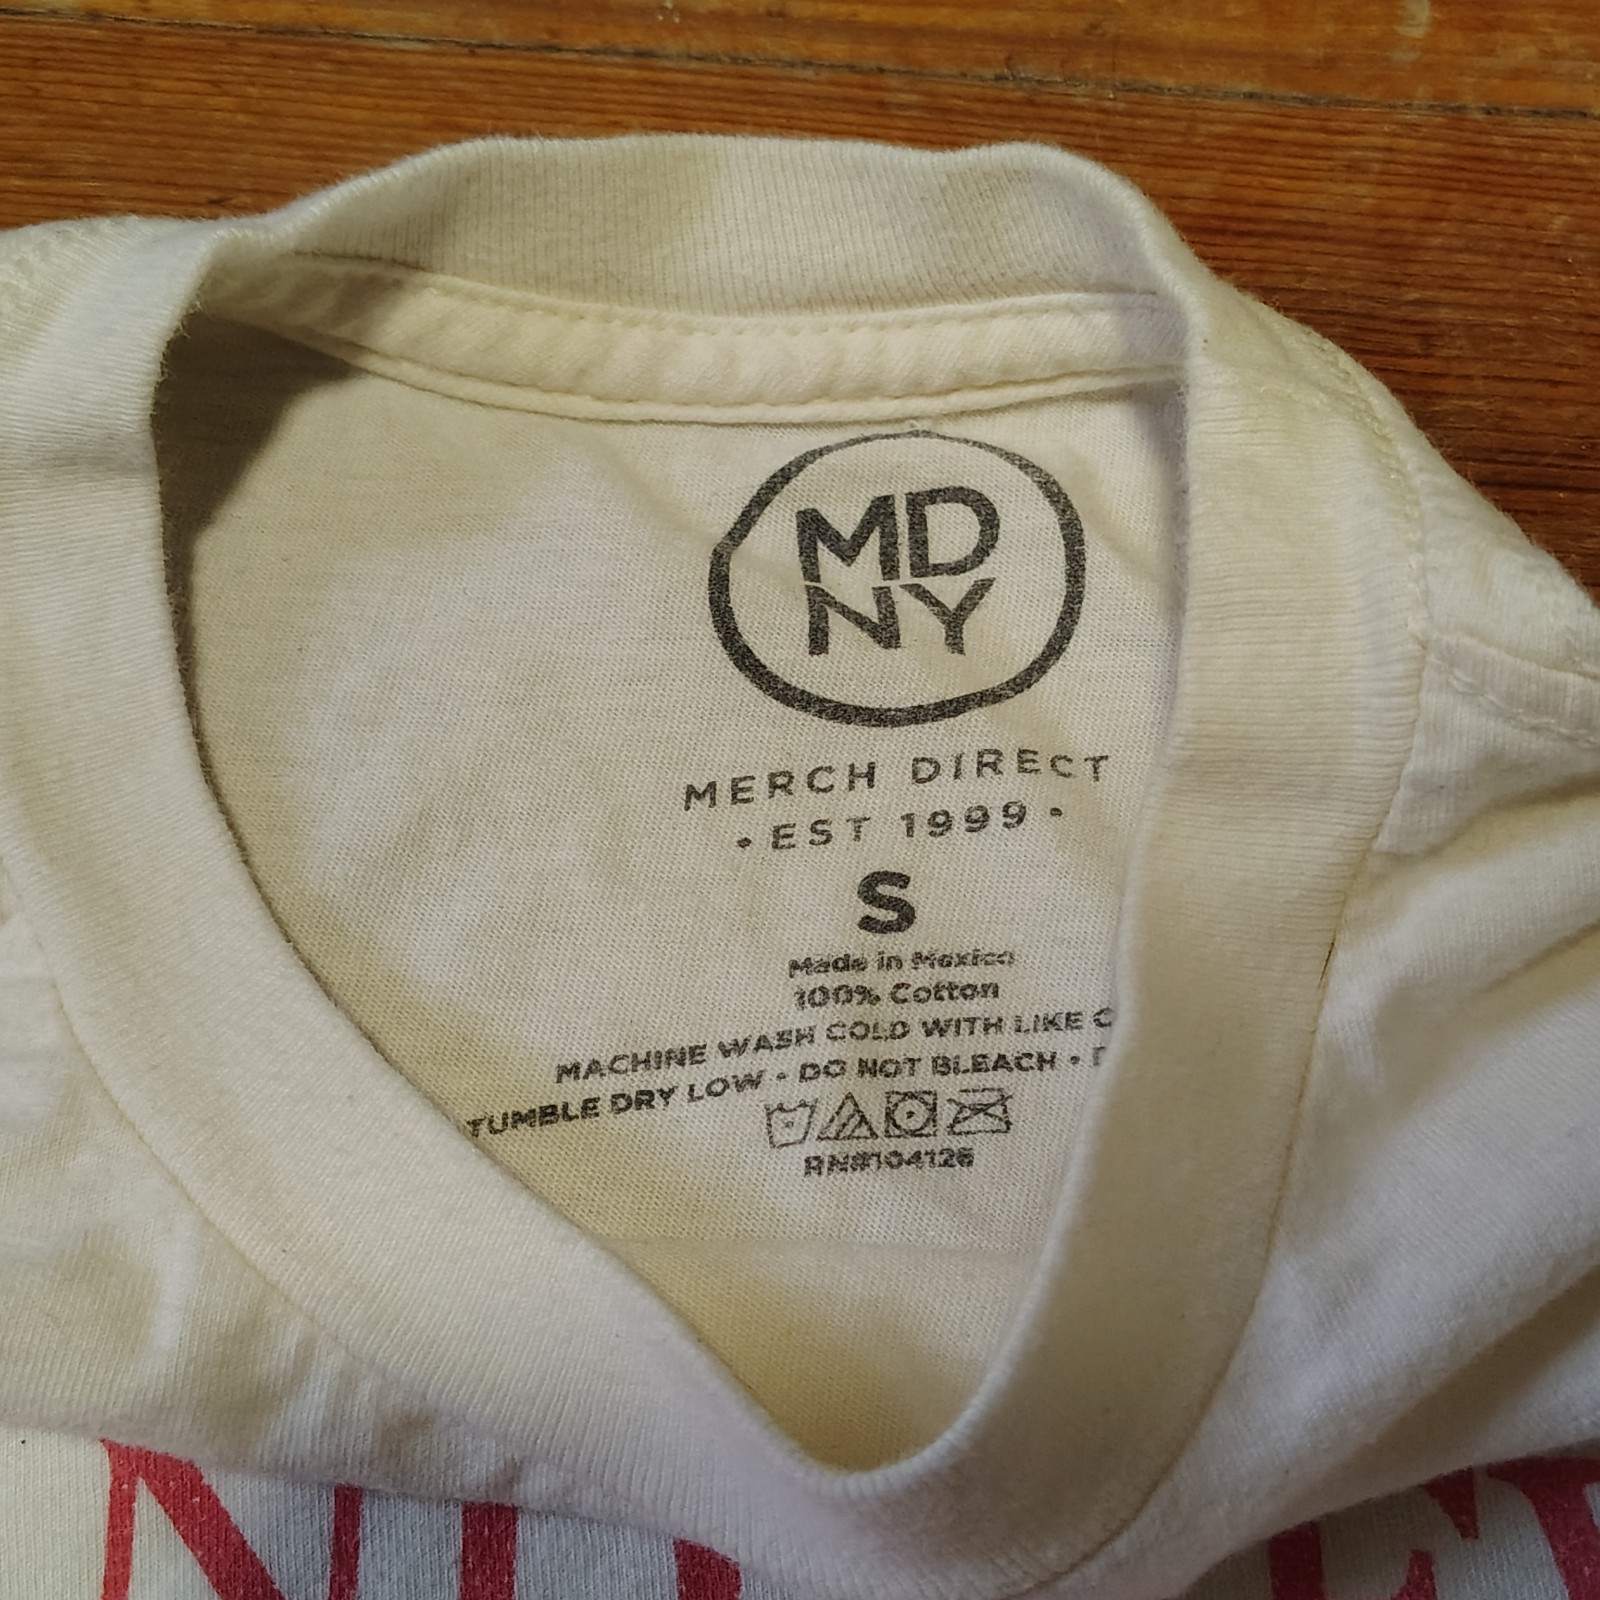 MD
NY
MERCH DIRECT
• EST 1999 •
S
Made in Mexico
100% Cotton
MACHINE WASH COLD WITH LIKE C
TUMBLE DRY LOW • DO NOT BLEACH •
RN#104126